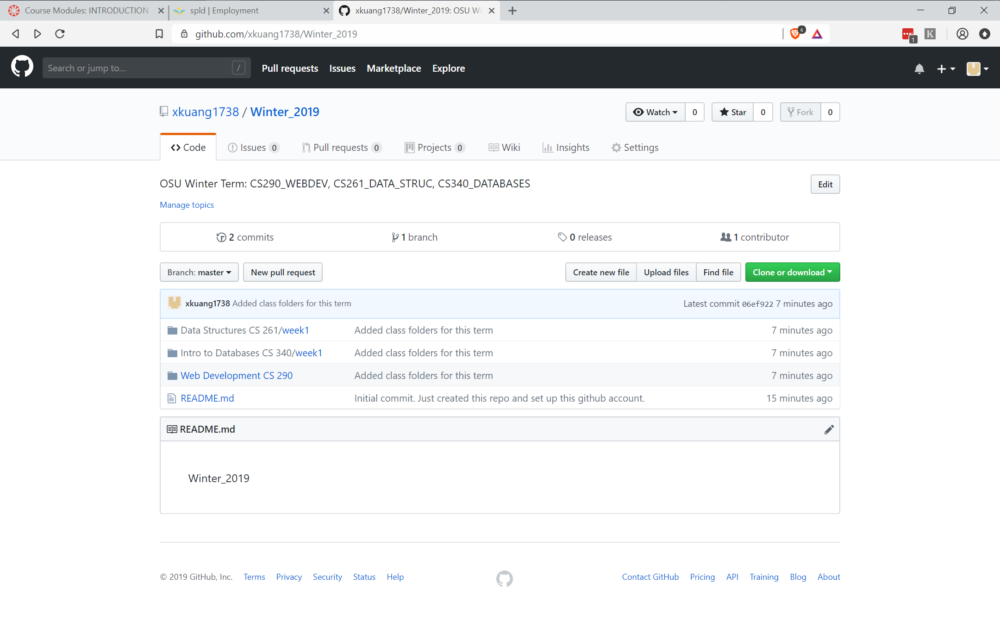 Course Modules: INTRODUCTION
spld | Employment
xkuang1738/Winter_2019: OSU Wi
github.com/xkuang1738/Winter_2019
6
1
K
Search or jump to...
/
Pull requests
Issues
Marketplace
Explore
xkuang1738 / Winter_2019
Watch 0
Star 0
Fork 0
Code
Issues 0
Pull requests 0
Projects 0
Wiki
Insights
Settings
OSU Winter Term: CS290_WEBDEV, CS261_DATA_STRUC, CS340_DATABASES
Edit
Manage topics
2 commits
1 branch
0 releases
1 contributor
Branch: master
New pull request
Create new file
Upload files
Find file
Clone or download
xkuang1738 Added class folders for this term
Latest commit 06ef922 7 minutes ago
Data Structures CS 261/week1
Added class folders for this term
7 minutes ago
Intro to Databases CS 340/week1
Added class folders for this term
7 minutes ago
Web Development CS 290
Added class folders for this term
7 minutes ago
README.md
Initial commit. Just created this repo and set up this github account.
15 minutes ago
README.md
Winter_2019
© 2019 GitHub, Inc.
Terms
Privacy
Security
Status
Help
Contact GitHub
Pricing
API
Training
Blog
About